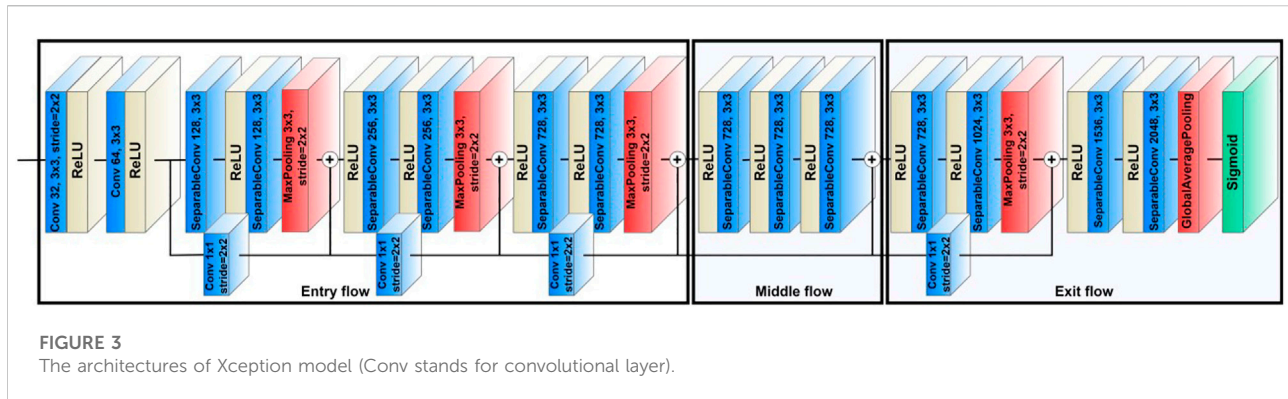 Conv 32, 3x3, stride=2x2
ReLU
Conv 64, 3x3
ReLU
SeparableConv 128, 3x3
ReLU
SeparableConv 128, 3x3
MaxPooling 3x3,
stride=2x2
+
ReLU
SeparableConv 256, 3x3
ReLU
SeparableConv 256, 3x3
MaxPooling 3x3,
stride=2x2
+
ReLU
SeparableConv 728, 3x3
ReLU
SeparableConv 728, 3x3
MaxPooling 3x3,
stride=2x2
+
Conv 1x1
stride=2x2
Conv 1x1
stride=2x2
Conv 1x1
stride=2x2
Entry flow
ReLU
SeparableConv 728, 3x3
ReLU
SeparableConv 728, 3x3
ReLU
SeparableConv 728, 3x3
+
Middle flow
ReLU
SeparableConv 728, 3x3
ReLU
SeparableConv 1024, 3x3
MaxPooling 3x3,
stride=2x2
+
Conv 1x1
stride=2x2
ReLU
SeparableConv 1536, 3x3
ReLU
SeparableConv 2048, 3x3
GlobalAveragePooling
Sigmoid
Exit flow
FIGURE 3
The architectures of Xception model (Conv stands for convolutional layer).